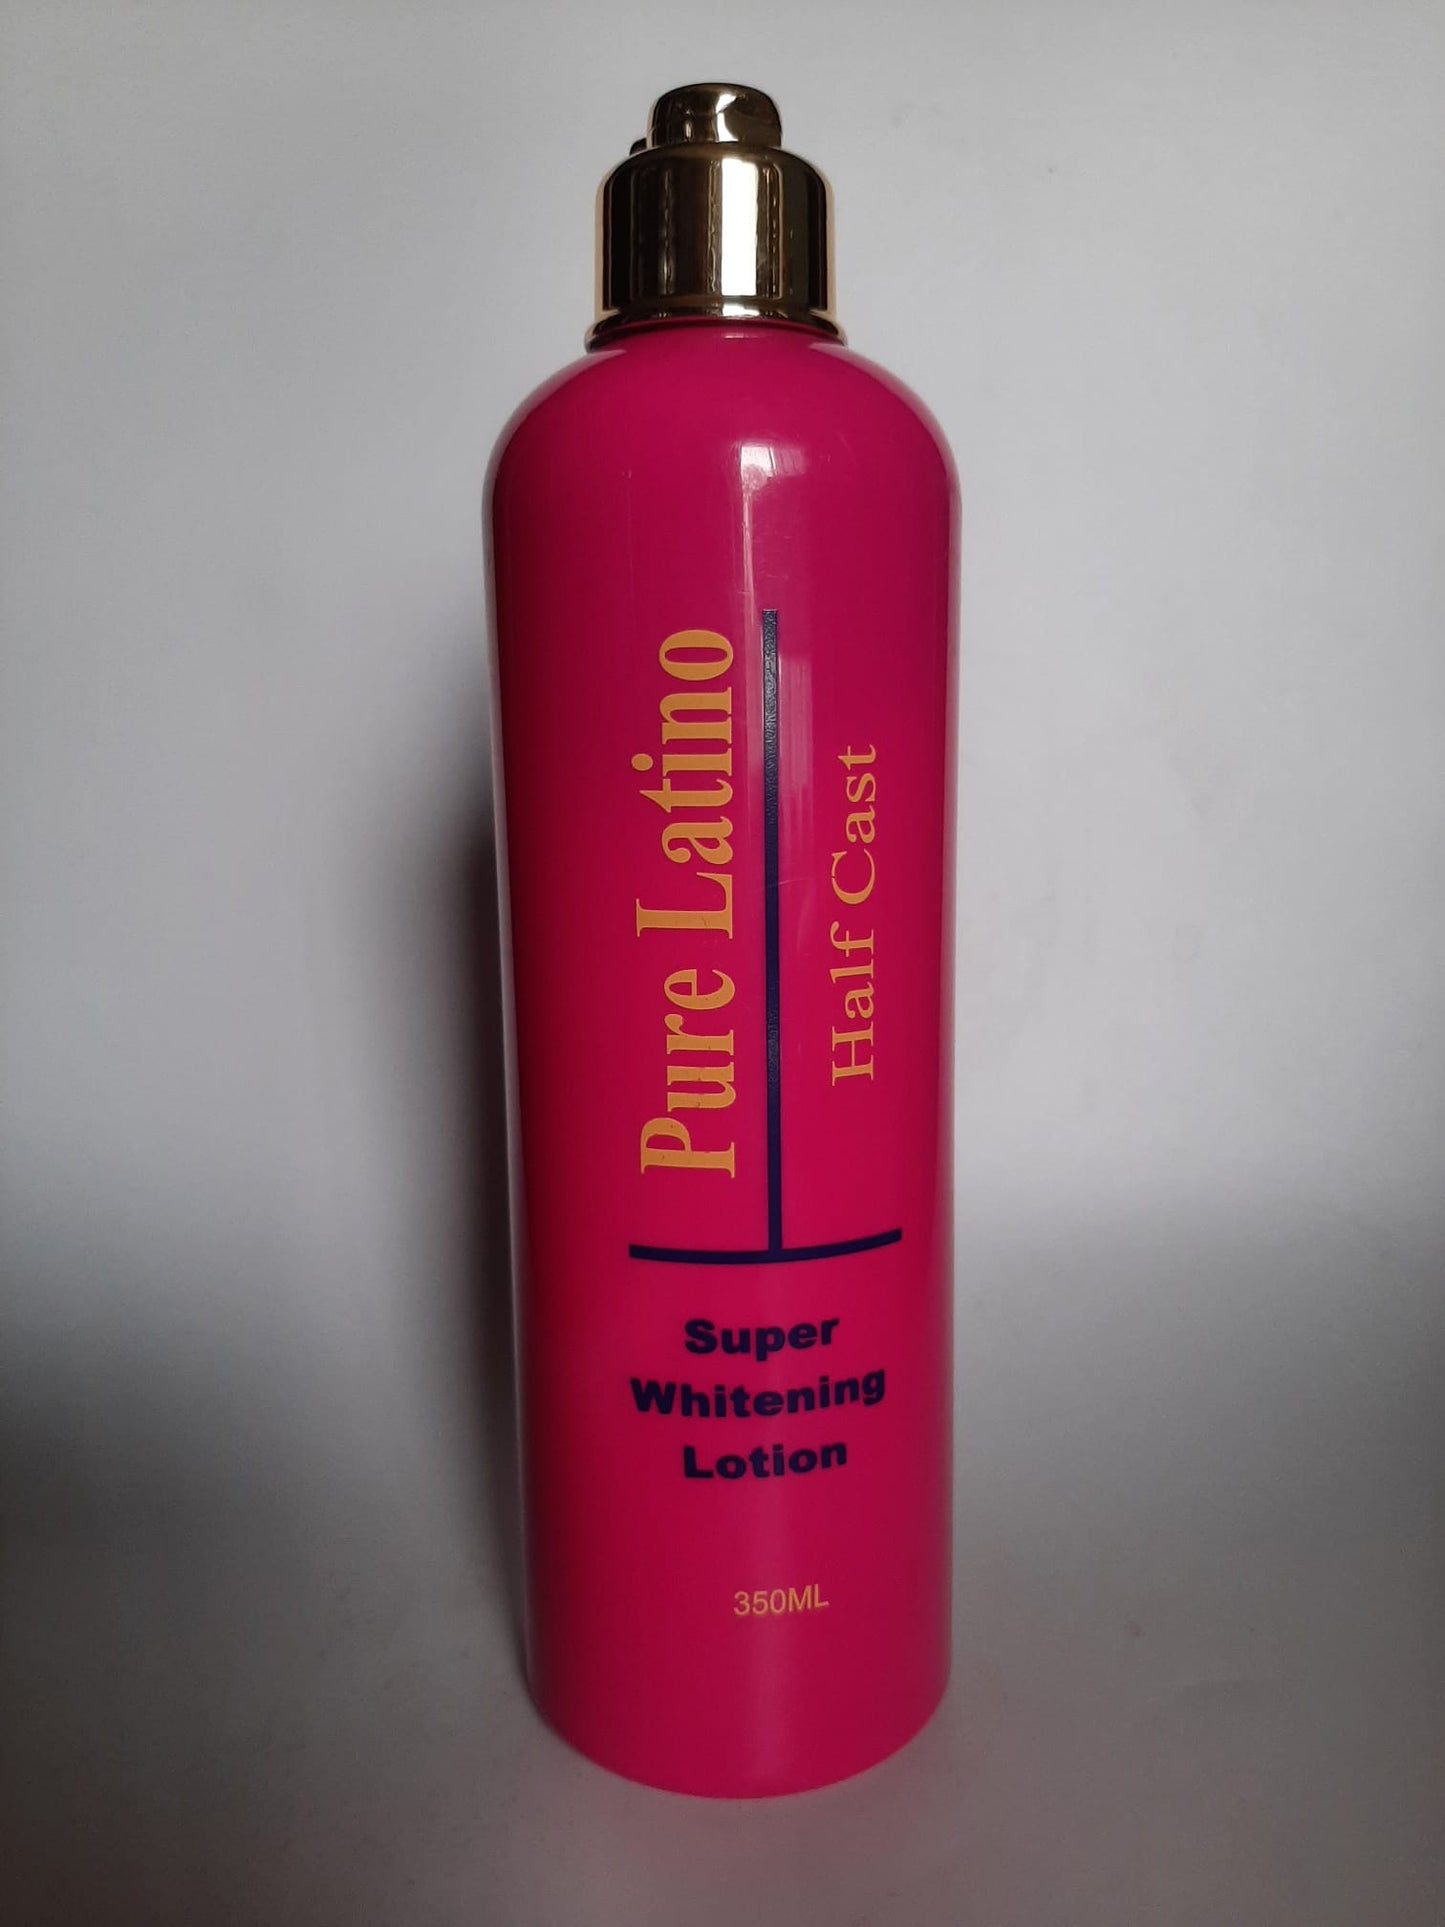 Pure Latino
Half Cast
Super
Whitening
Lotion
350ML